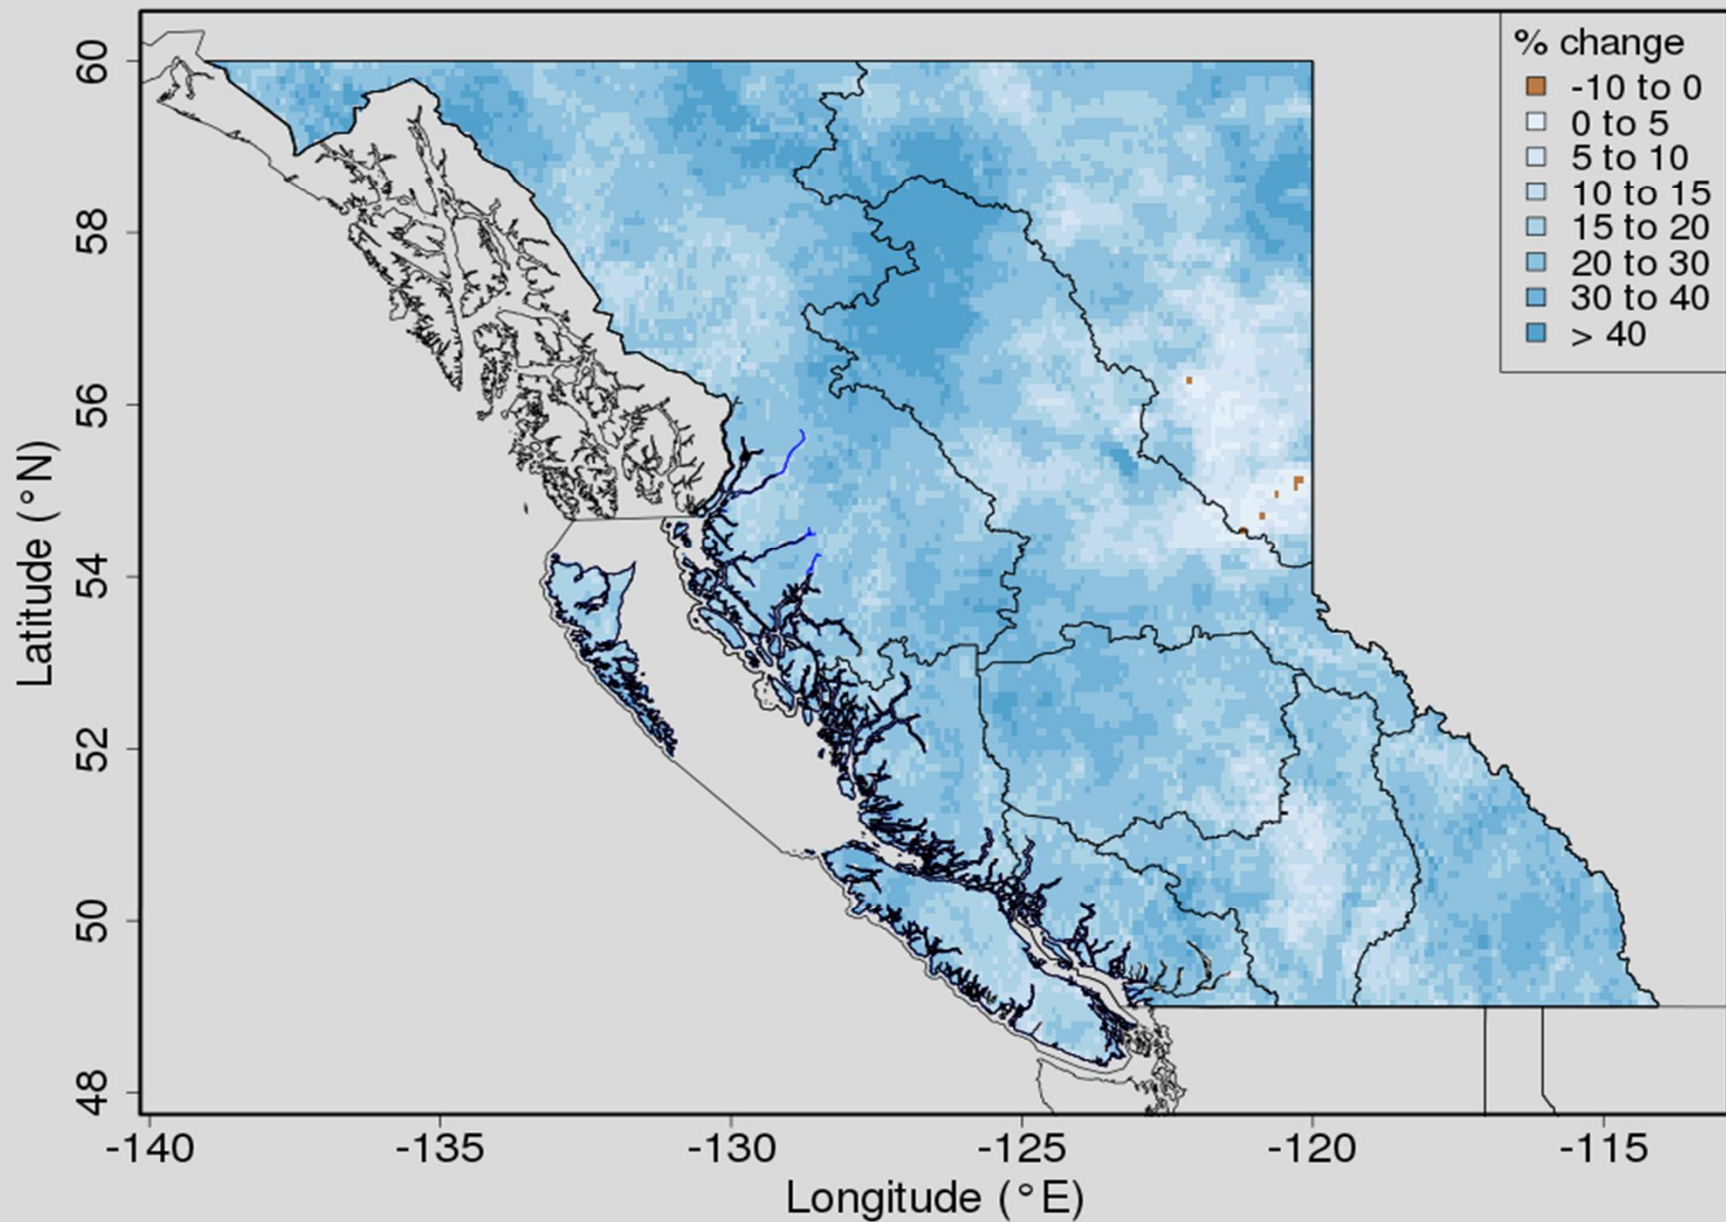 % change
-10 to 0
0 to 5
5 to 10
10 to 15
15 to 20
20 to 30
30 to 40
> 40
60
58
56
54
52
50
48
Latitude (°N)
-140 -135 -130 -125 -120 -115
Longitude (°E)